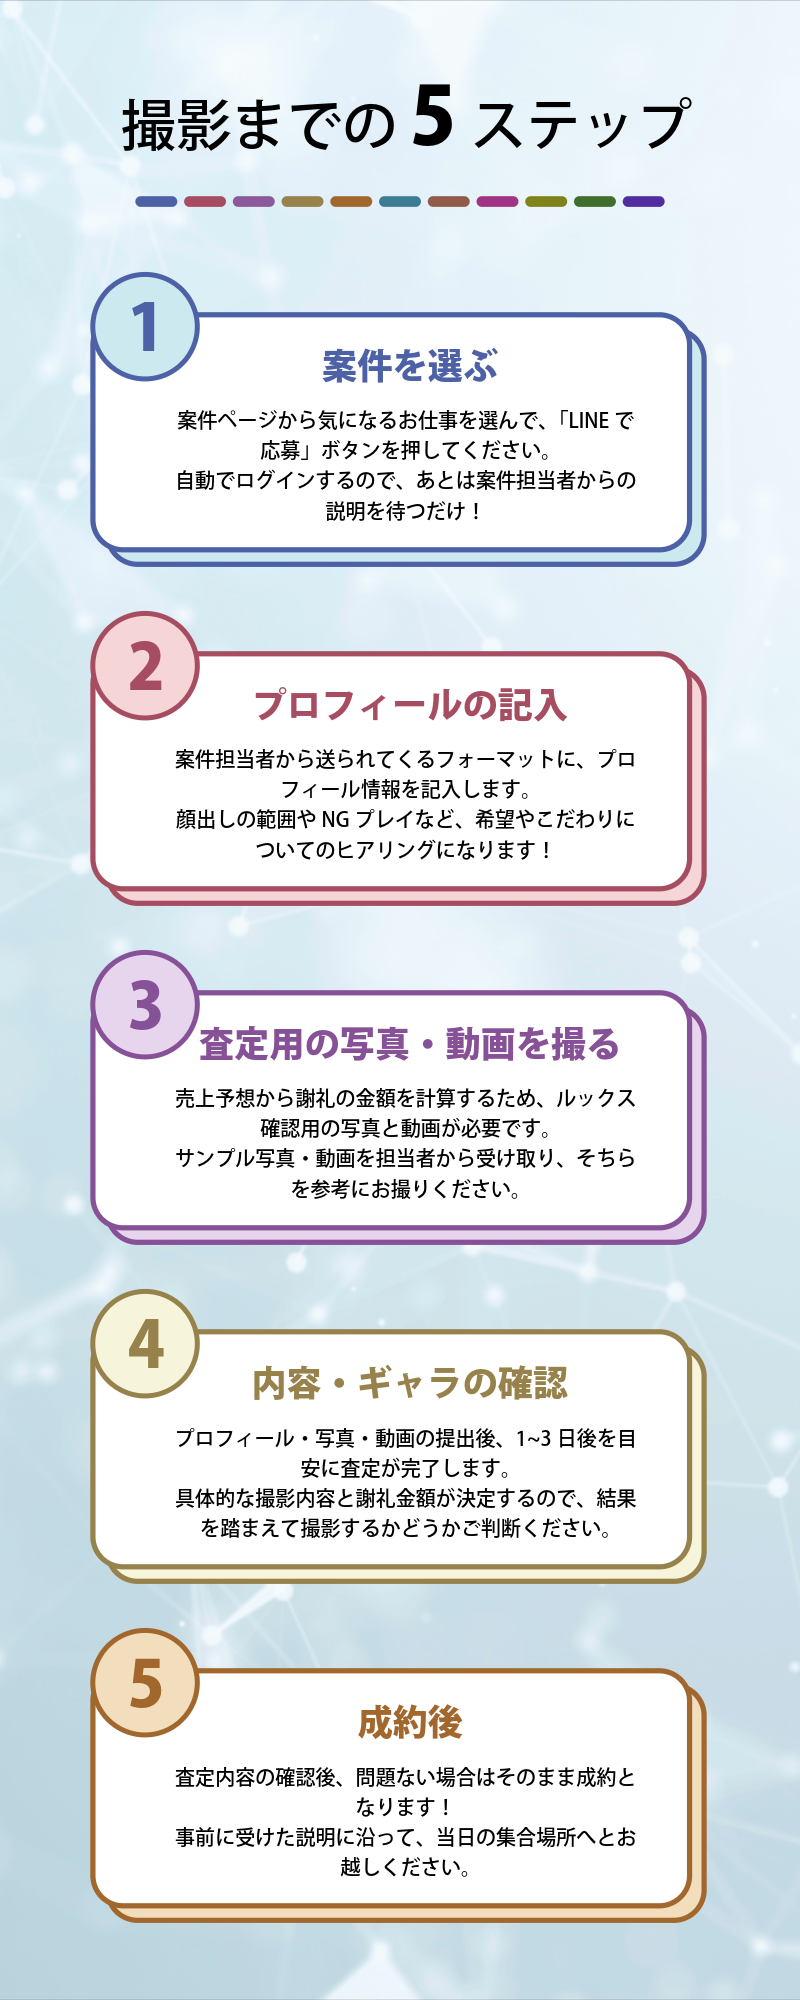 撮影までの 5 ステップ
1
案件を選ぶ
案件ページから気になるお仕事を選んで、「LINE で
応募」ボタンを押してください。
自動でログインするので、あとは案件担当者からの
説明を待つだけ！
2
プロフィールの記入
案件担当者から送られてくるフォーマットに、プロ
フィール情報を記入します。
顔出しの範囲や NG プレイなど、希望やこだわりに
ついてのヒアリングになります！
3
査定用の写真・動画を撮る
売上予想から謝礼の金額を計算するため、ルックス
確認用の写真と動画が必要です。
サンプル写真・動画を担当者から受け取り、そちら
を参考にお撮りください。
4
内容・ギャラの確認
プロフィール・写真・動画の提出後、1~3 日後を目
安に査定が完了します。
具体的な撮影内容と謝礼金額が決定するので、結果
を踏まえて撮影するかどうかご判断ください。
5
成約後
査定内容の確認後、問題ない場合はそのまま成約と
なります！
事前に受けた説明に沿って、当日の集合場所へとお
越しください。